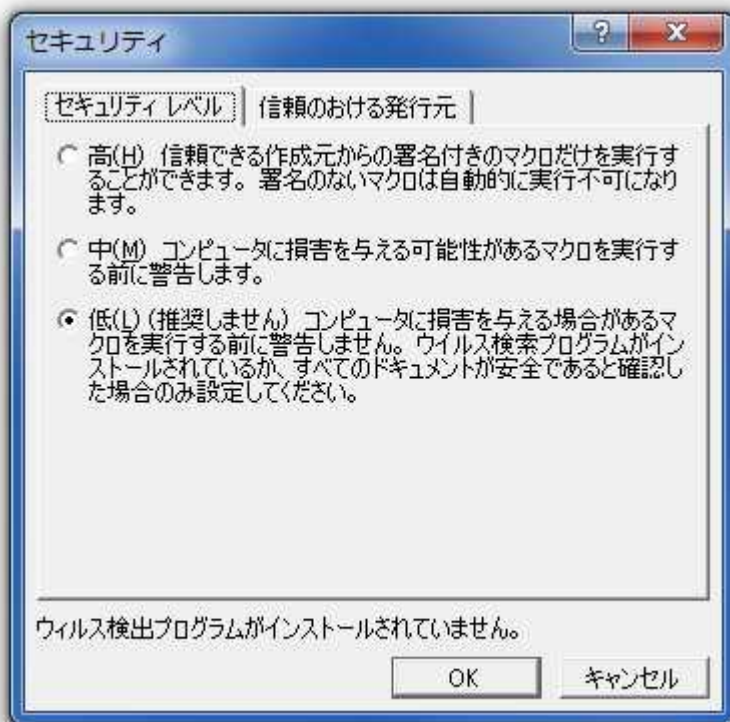 セキュリティ
?
X
セキュリティ レベル
信頼のおける発行元
高(H) 信頼できる作成元からの署名付きのマクロだけを実行す
ることができます。署名のないマクロは自動的に実行不可になり
ます。
中(M) コンピュータに損害を与える可能性があるマクロを実行す
る前に警告します。
低(L) (推奨しません) コンピュータに損害を与える場合があるマ
クロを実行する前に警告しません。ウイルス検索プログラムがイン
ストールされているか、すべてのドキュメントが安全であると確認し
た場合のみ設定してください。
ウィルス検出プログラムがインストールされていません。
OK
キャンセル